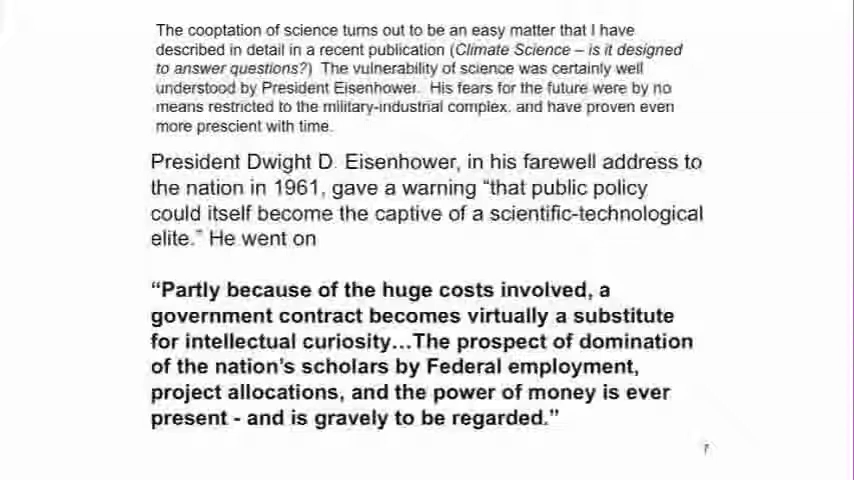 The cooptation of science turns out to be an easy matter that I have
described in detail in a recent publication (Climate Science – is it designed
to answer questions?)  The vulnerability of science was certainly well
understood by President Eisenhower.  His fears for the future were by no
means restricted to the military-industrial complex, and have proven even
more prescient with time.
President Dwight D. Eisenhower, in his farewell address to
the nation in 1961, gave a warning “that public policy
could itself become the captive of a scientific-technological
elite.” He went on
“Partly because of the huge costs involved, a
government contract becomes virtually a substitute
for intellectual curiosity…The prospect of domination
of the nation’s scholars by Federal employment,
project allocations, and the power of money is ever
present - and is gravely to be regarded.”
7